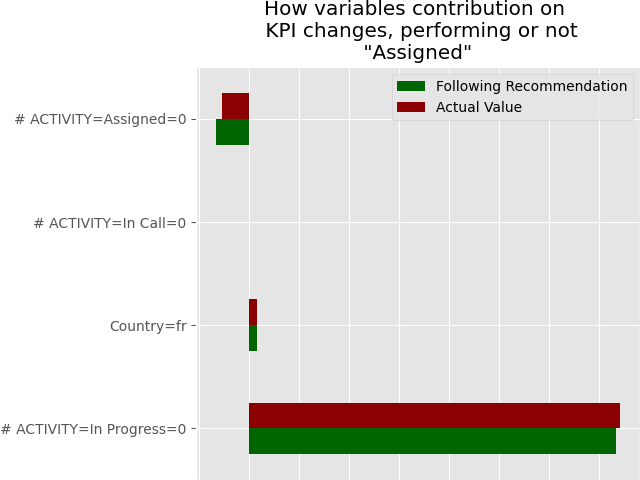 How variables contribution on
KPI changes, performing or not
"Assigned"
Following Recommendation
Actual Value
# ACTIVITY=Assigned=0
# ACTIVITY=In Call=0
Country=fr
# ACTIVITY=In Progress=0